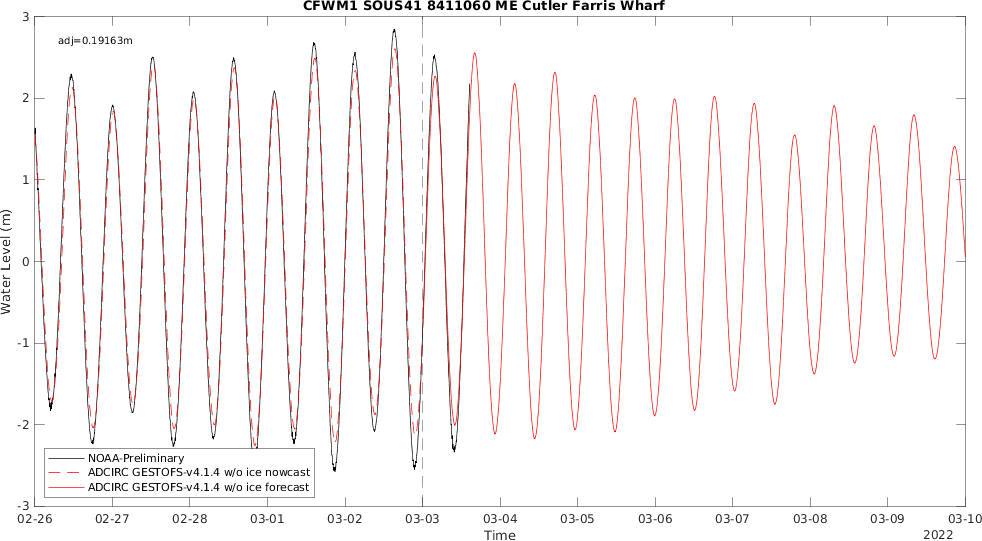 CFWM1 SOUS41 8411060 ME Cutler Farris Wharf
adj=0.19163m
3
2
1
0
-1
-2
-3
Water Level (m)
NOAA-Preliminary
ADCIRC GESTOFS-v4.1.4 w/o ice nowcast
ADCIRC GESTOFS-v4.1.4 w/o ice forecast
02-26 02-27 02-28 03-01 03-02 03-03 03-04 03-05 03-06 03-07 03-08 03-09 03-10
Time
2022